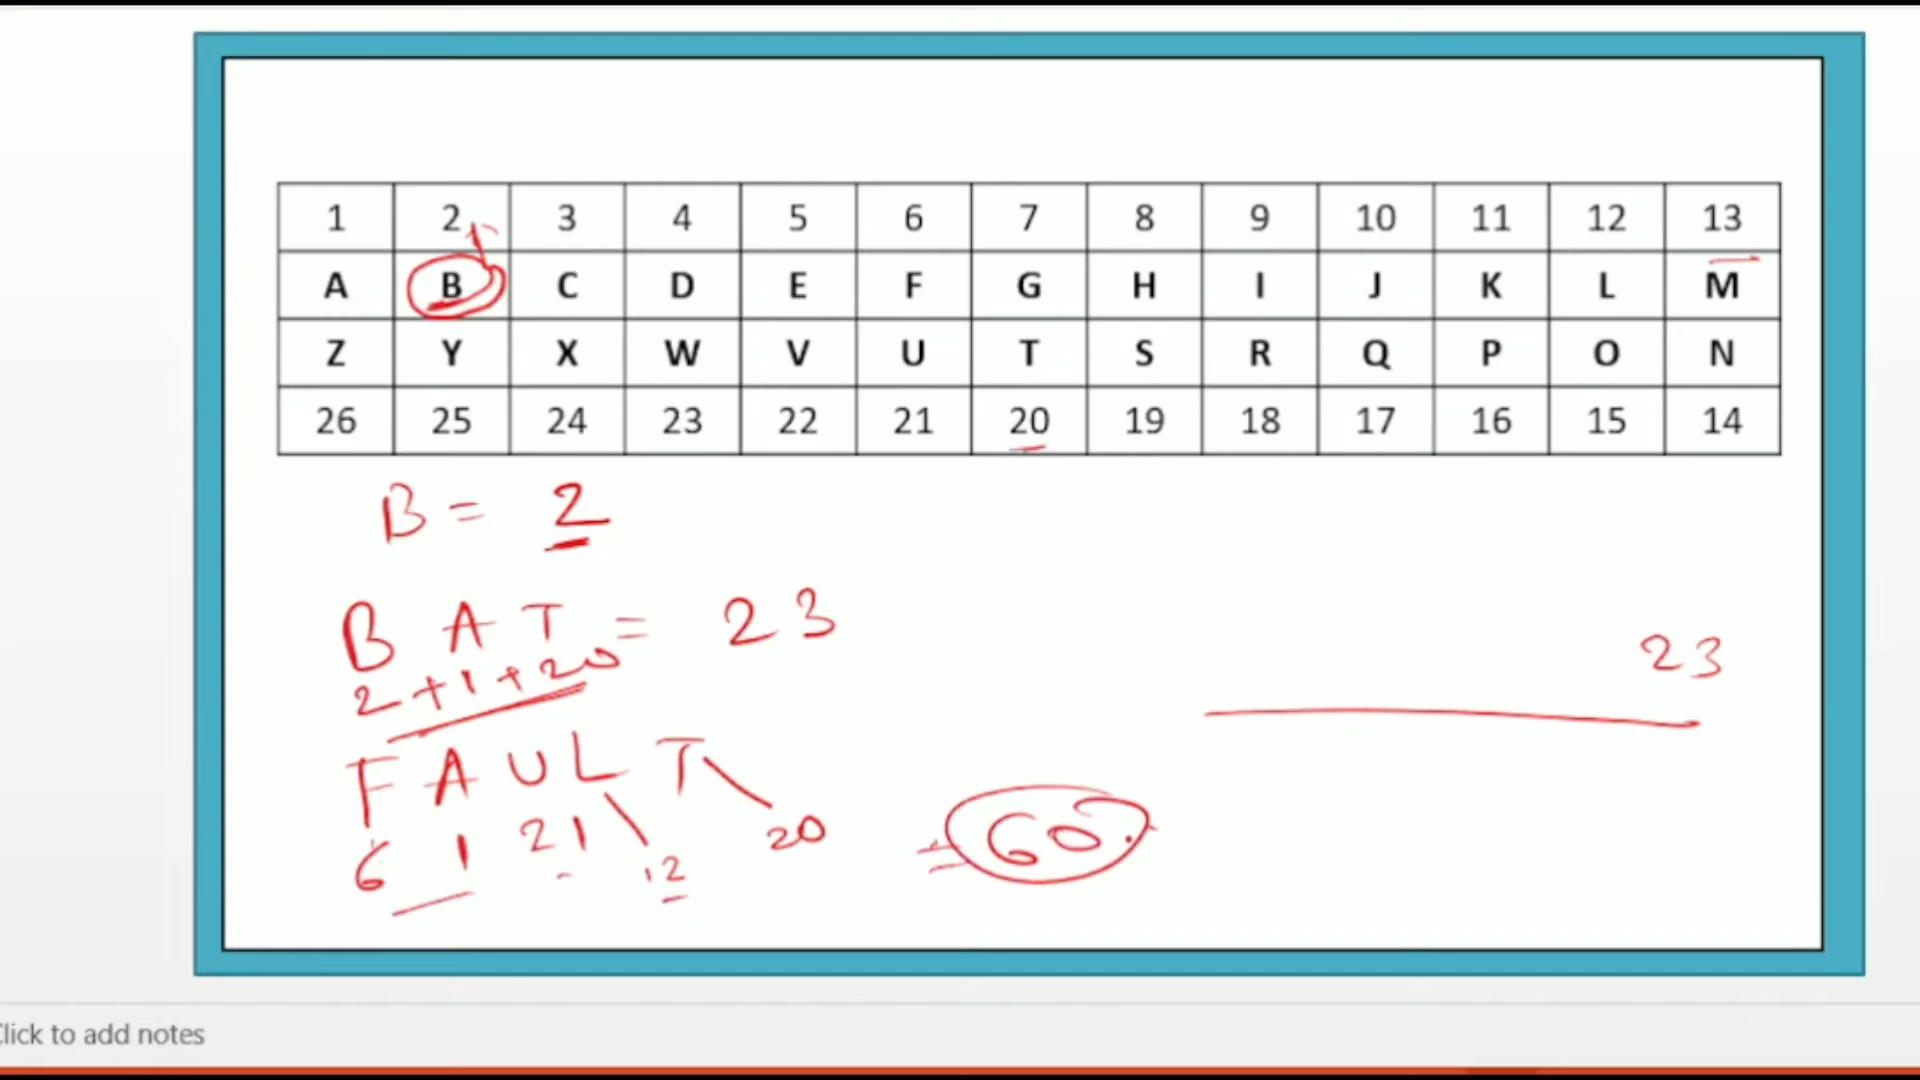 1 2 3 4 5 6 7 8 9 10 11 12 13
A B C D E F G H I J K L M
Z Y X W V U T S R Q P O N
26 25 24 23 22 21 20 19 18 17 16 15 14
B = 2
B A T = 23
2+1+20
23
F A U L T
6 1 21 12 20 = 60.
Click to add notes